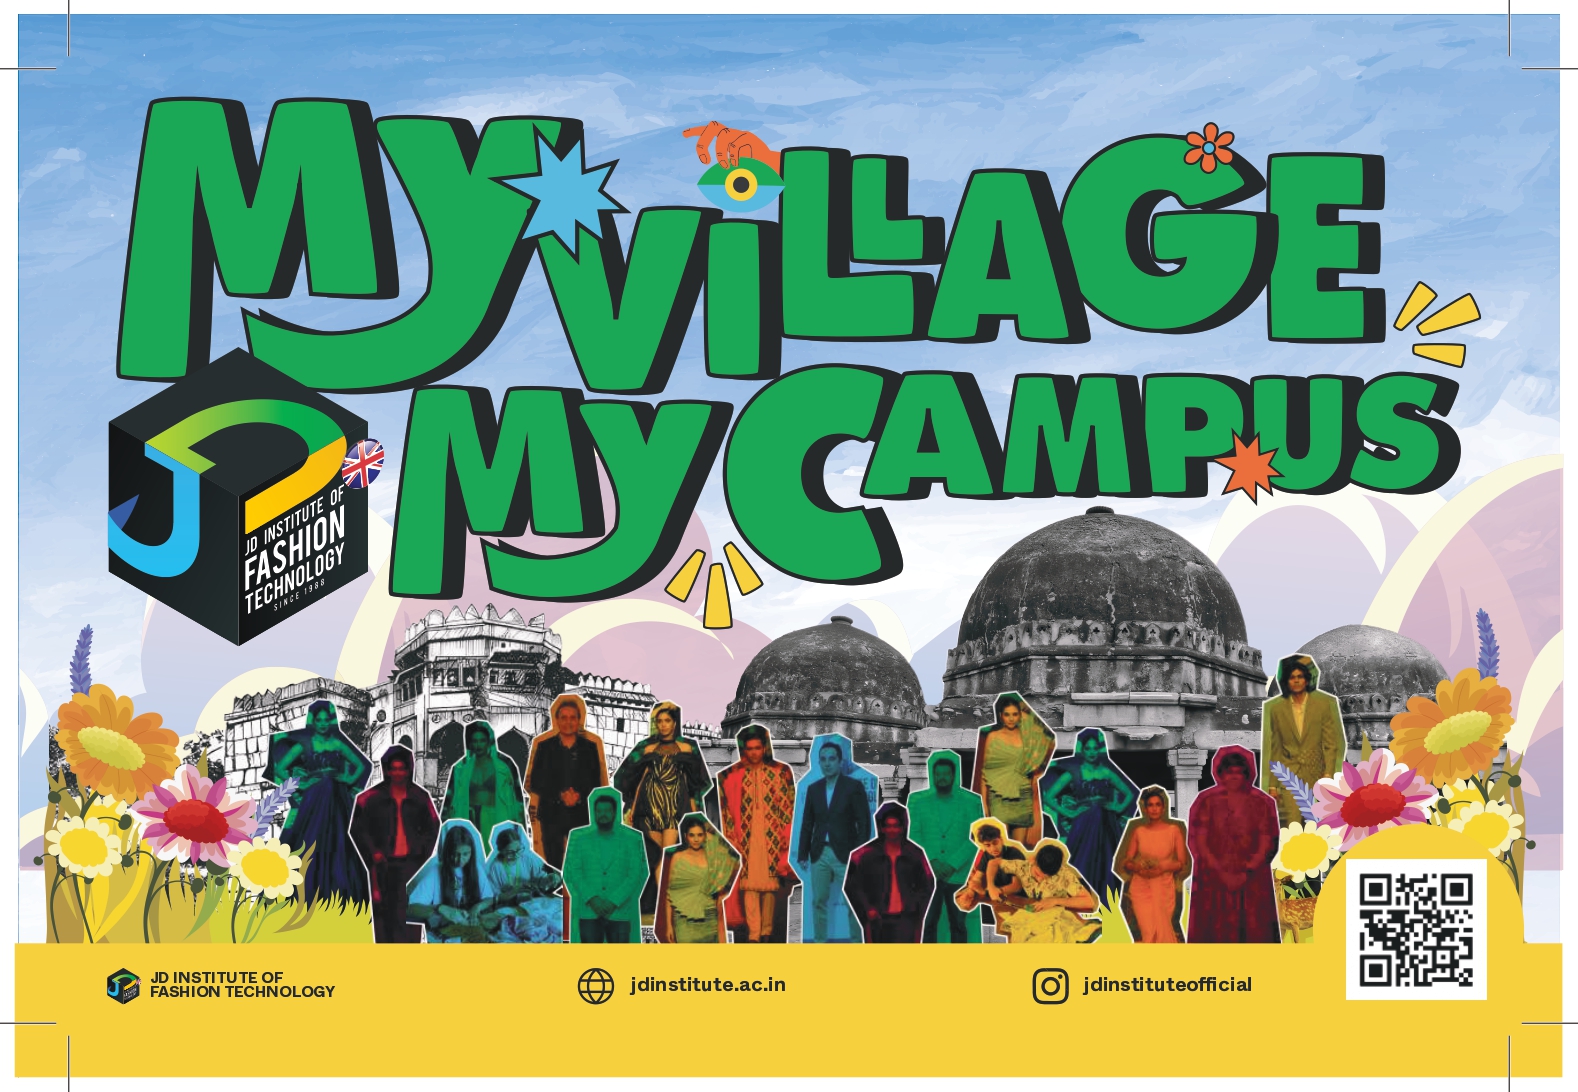 MY ViLLAGE
MY CAMPUS
JD INSTITUTE OF
FASHION
TECHNOLOGY
SINCE 1988
JD INSTITUTE OF
FASHION TECHNOLOGY
jdinstitute.ac.in
jdinstituteofficial